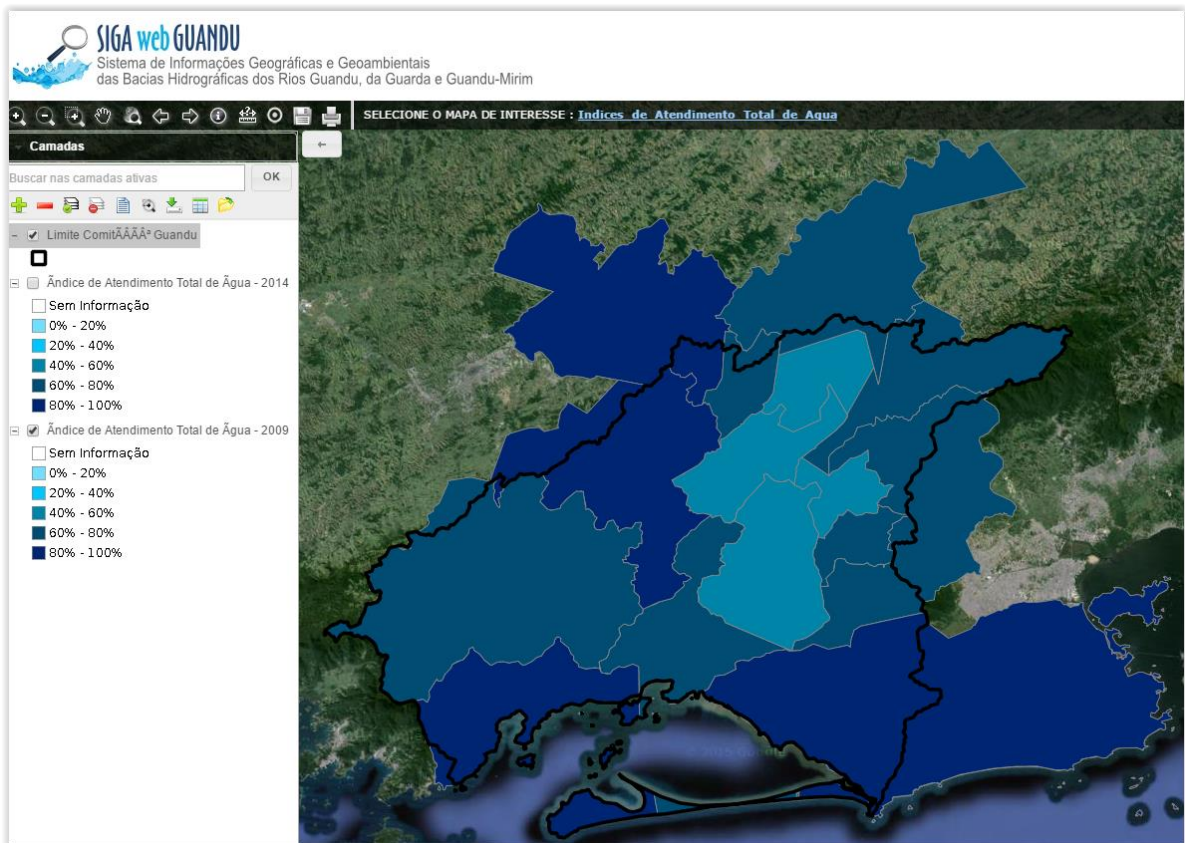 SIGA web GUANDU
Sistema de Informações Geográficas e Geoambientais
das Bacias Hidrográficas dos Rios Guandu, da Guarda e Guandu-Mirim
SELECIONE O MAPA DE INTERESSE : Indices de Atendimento Total de Agua
Camadas
Buscar nas camadas ativas
OK
Limite ComitÃÂÃÂª Guandu
Ãndice de Atendimento Total de Ãgua - 2014
Sem Informação
0% - 20%
20% - 40%
40% - 60%
60% - 80%
80% - 100%
Ãndice de Atendimento Total de Ãgua - 2009
Sem Informação
0% - 20%
20% - 40%
40% - 60%
60% - 80%
80% - 100%